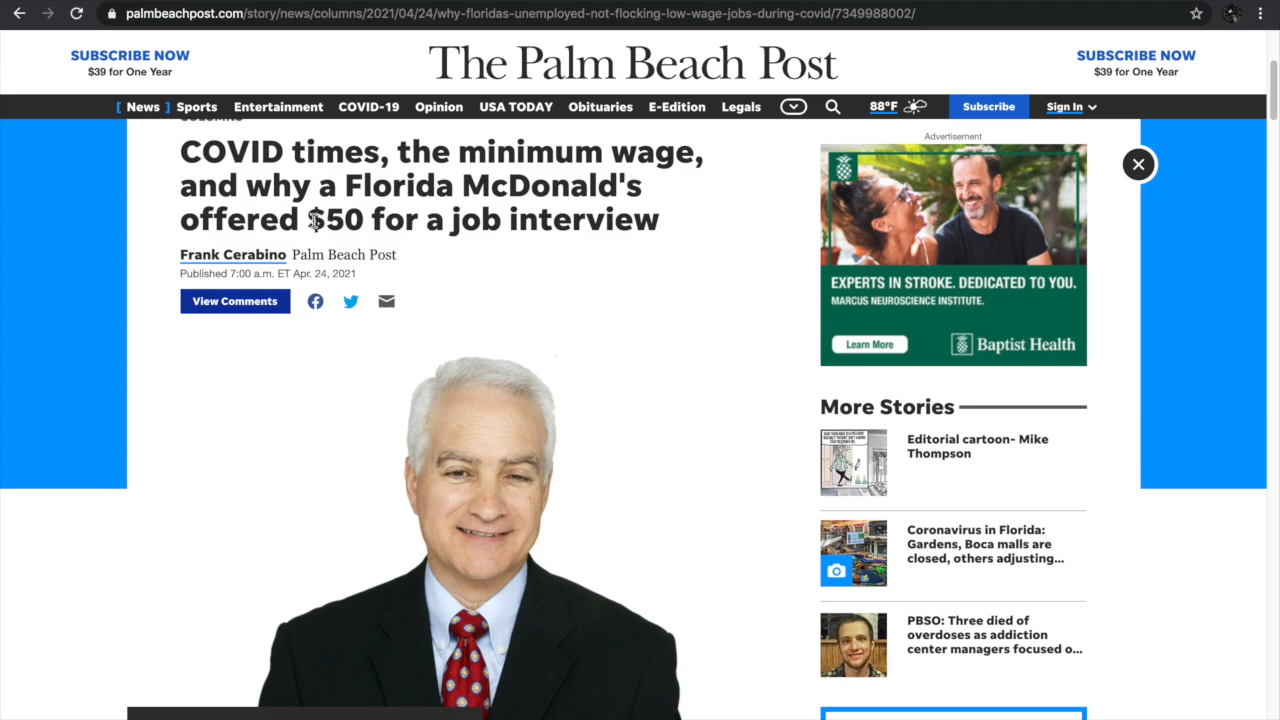 palmbeachpost.com/story/news/columns/2021/04/24/why-floridas-unemployed-not-flocking-low-wage-jobs-during-covid/7349988002/
SUBSCRIBE NOW
$39 for One Year
The Palm Beach Post
SUBSCRIBE NOW
$39 for One Year
[ News ] Sports Entertainment COVID-19 Opinion USA TODAY Obituaries E-Edition Legals 88°F Subscribe Sign In
COLUMNS
COVID times, the minimum wage,
and why a Florida McDonald's
offered $50 for a job interview
Frank Cerabino Palm Beach Post
Published 7:00 a.m. ET Apr. 24, 2021
View Comments
Advertisement
EXPERTS IN STROKE. DEDICATED TO YOU.
MARCUS NEUROSCIENCE INSTITUTE.
Learn More
Baptist Health
More Stories
Editorial cartoon- Mike
Thompson
Coronavirus in Florida:
Gardens, Boca malls are
closed, others adjusting...
PBSO: Three died of
overdoses as addiction
center managers focused o...